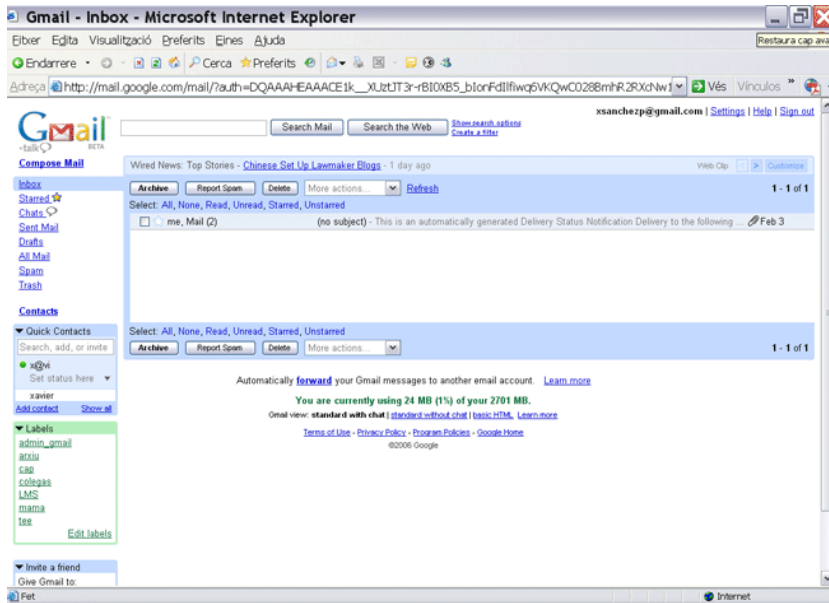 Gmail - Inbox - Microsoft Internet Explorer
Eitxer Edita Visualització Preferits Eines Ajuda
Restaura cap ava
Endarrere Cerca Preferits
Adreça http://mail.google.com/mail/?auth= Vés Vínculos »
xsanchezp@gmail.com | Settings | Help | Sign out
Gmail
-talk BETA
Search Mail Search the Web Show search options
Create a filter
Compose Mail
Wired News: Top Stories - Chinese Set Up Lawmaker Blogs - 1 day ago Web Clip < > Customize
Inbox
Starred
Chats
Sent Mail
Drafts
All Mail
Spam
Trash
Contacts
Archive Report Spam Delete More actions... Refresh 1 - 1 of 1
Select: All, None, Read, Unread, Starred, Unstarred
me, Mail (2) (no subject) - This is an automatically generated Delivery Status Notification Delivery to the following ... Feb 3
Select: All, None, Read, Unread, Starred, Unstarred
Archive Report Spam Delete More actions... 1 - 1 of 1
Quick Contacts
Search, add, or invite
x@vi
Set status here
xavier
Add contact Show all
Labels
admin_gmail
arxiu
cap
colegas
LMS
mama
tee
Edit labels
Invite a friend
Give Gmail to:
Automatically forward your Gmail messages to another email account. Learn more
You are currently using 24 MB (1%) of your 2701 MB.
Gmail view: standard with chat | standard without chat | basic HTML Learn more
Terms of Use - Privacy Policy - Program Policies - Google Home
©2006 Google
Fet Internet